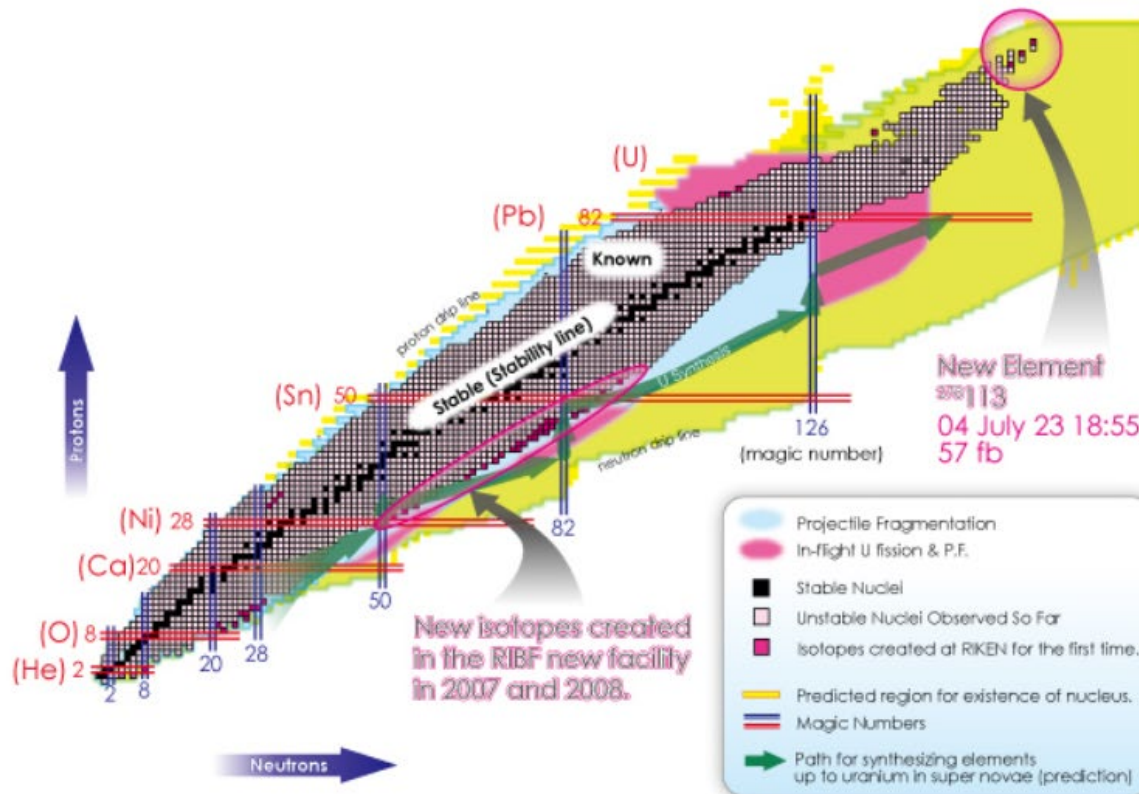 (U)
(Pb) 82
Known
proton drip line
Stable (Stability line)
U Synthesis
(Sn) 50
neutron drip line
126
(magic number)
New Element
278113
04 July 23 18:55
57 fb
Protons
(Ni) 28
82
(Ca) 20
50
(O) 8
20
28
(He) 2
2
8
New isotopes created
in the RIBF new facility
in 2007 and 2008.
Neutrons
Projectile Fragmentation
In-flight U fission & P.F.
Stable Nuclei
Unstable Nuclei Observed So Far
Isotopes created at RIKEN for the first time.
Predicted region for existence of nucleus.
Magic Numbers
Path for synthesizing elements
up to uranium in super novae (prediction)